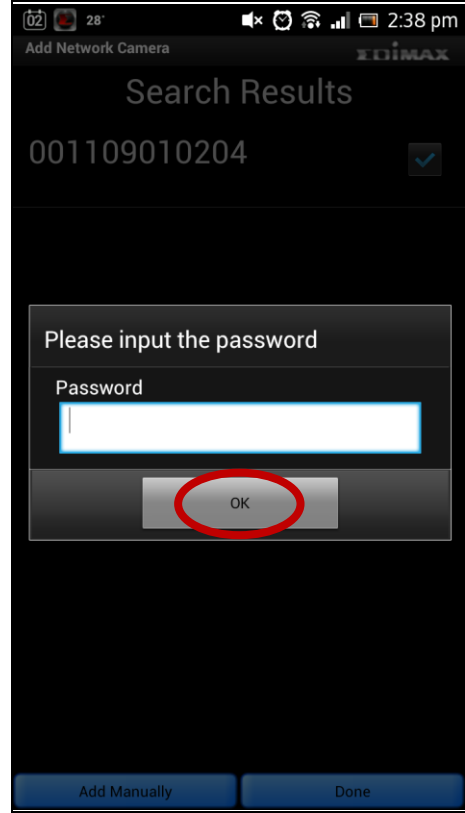 02 28° 2:38 pm
Add Network Camera EDIMAX
Search Results
001109010204
Please input the password
Password
OK
Add Manually Done